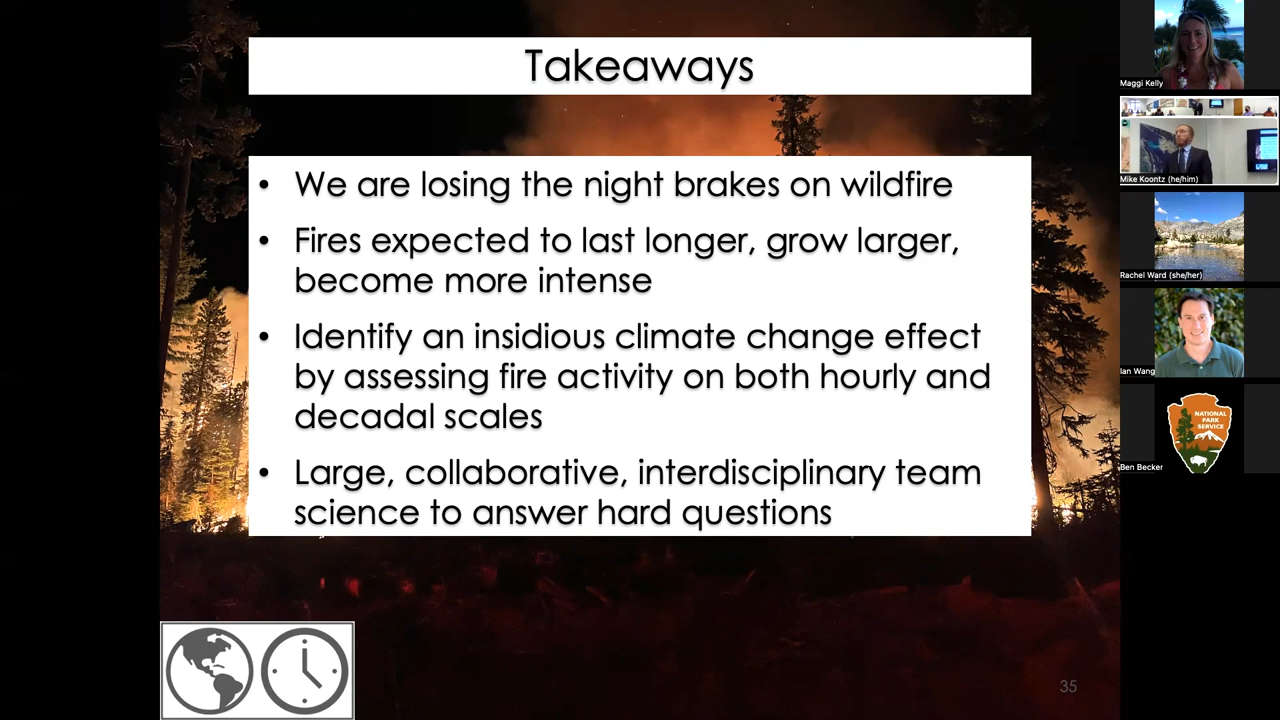 Takeaways
• We are losing the night brakes on wildfire
• Fires expected to last longer, grow larger,
become more intense
• Identify an insidious climate change effect
by assessing fire activity on both hourly and
decadal scales
• Large, collaborative, interdisciplinary team
science to answer hard questions
35
Maggi Kelly
Mike Koontz (he/him)
Rachel Ward (she/her)
Ian Wang
NATIONAL
PARK
SERVICE
Ben Becker